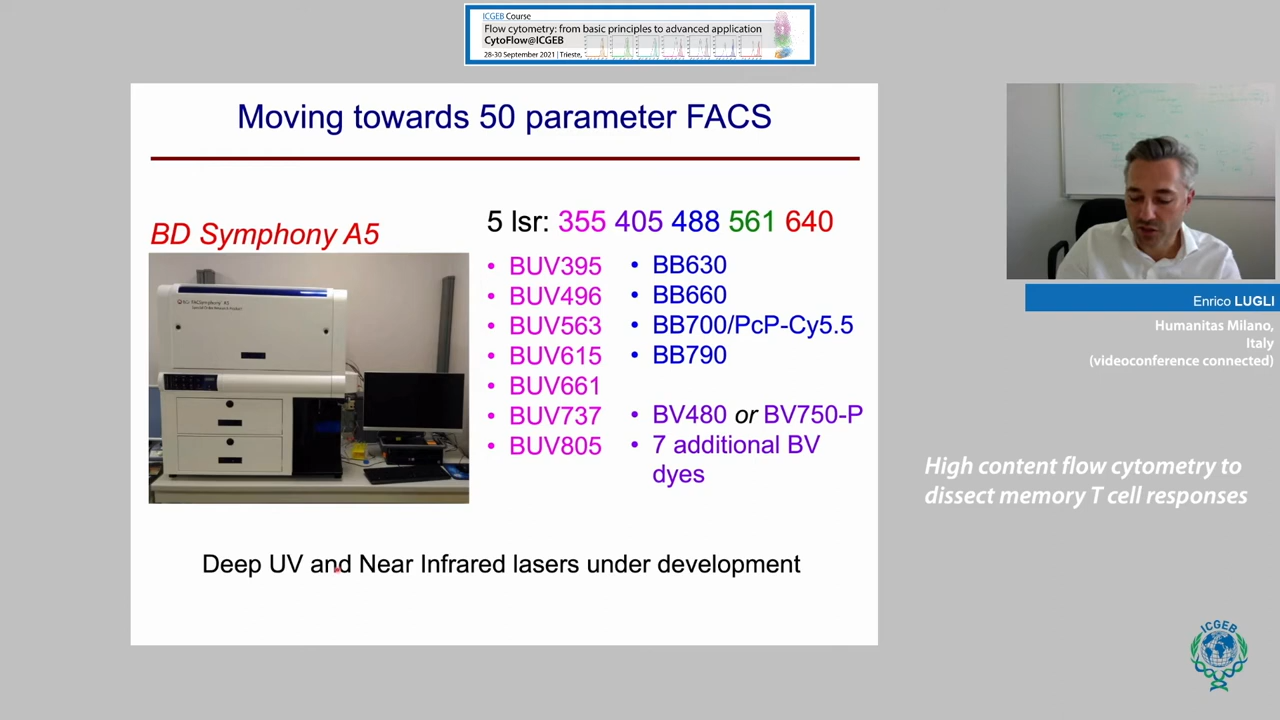 ICGEB Course
Flow cytometry: from basic principles to advanced application
CytoFlow@ICGEB
28-30 September 2021 | Trieste,
Moving towards 50 parameter FACS
BD Symphony A5
5 lsr: 355 405 488 561 640
• BUV395
• BUV496
• BUV563
• BUV615
• BUV661
• BUV737
• BUV805
• BB630
• BB660
• BB700/PcP-Cy5.5
• BB790
• BV480 or BV750-P
• 7 additional BV
dyes
Deep UV and Near Infrared lasers under development
Enrico LUGLI
Humanitas Milano,
Italy
(videoconference connected)
High content flow cytometry to
dissect memory T cell responses
ICGEB